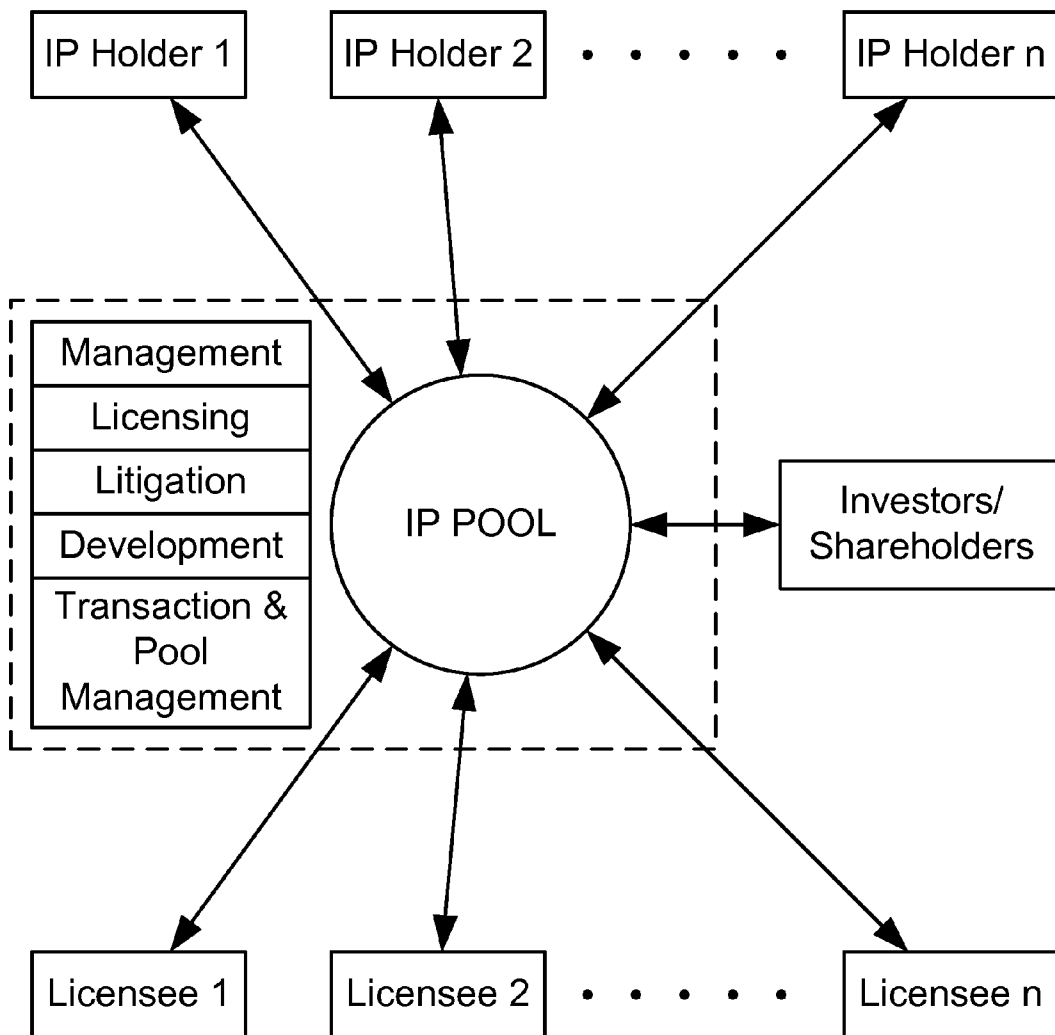 IP Holder 1
IP Holder 2
IP Holder n
Management
Licensing
Litigation
Development
Transaction &
Pool
Management
IP POOL
Investors/
Shareholders
Licensee 1
Licensee 2
Licensee n